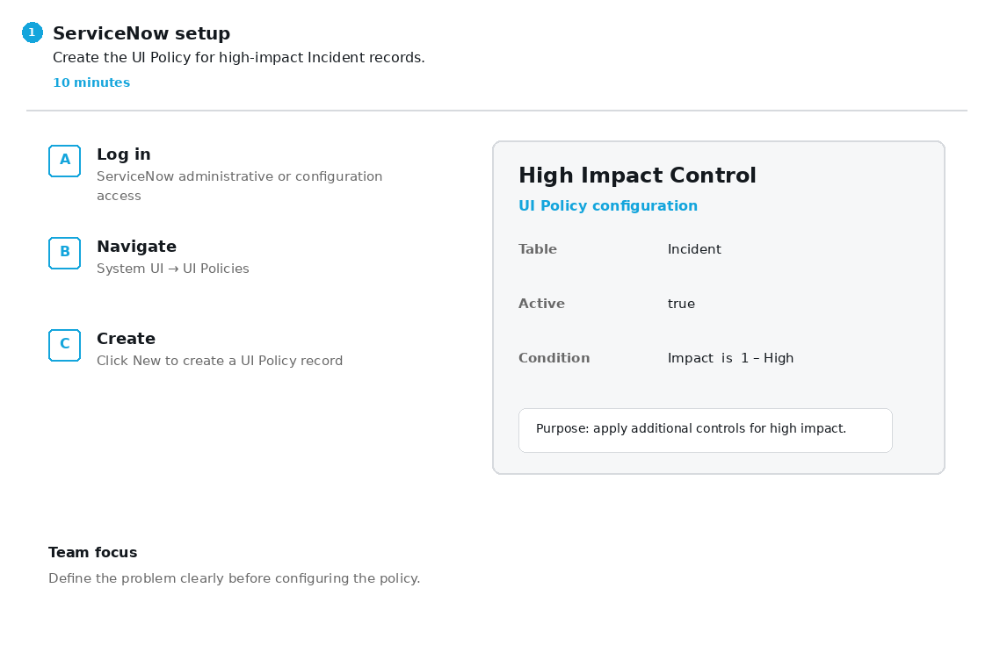 1
ServiceNow setup
Create the UI Policy for high-impact Incident records.
10 minutes
A
Log in
ServiceNow administrative or configuration
access
B
Navigate
System UI → UI Policies
C
Create
Click New to create a UI Policy record
High Impact Control
UI Policy configuration
Table Incident
Active true
Condition Impact is 1 – High
Purpose: apply additional controls for high impact.
Team focus
Define the problem clearly before configuring the policy.